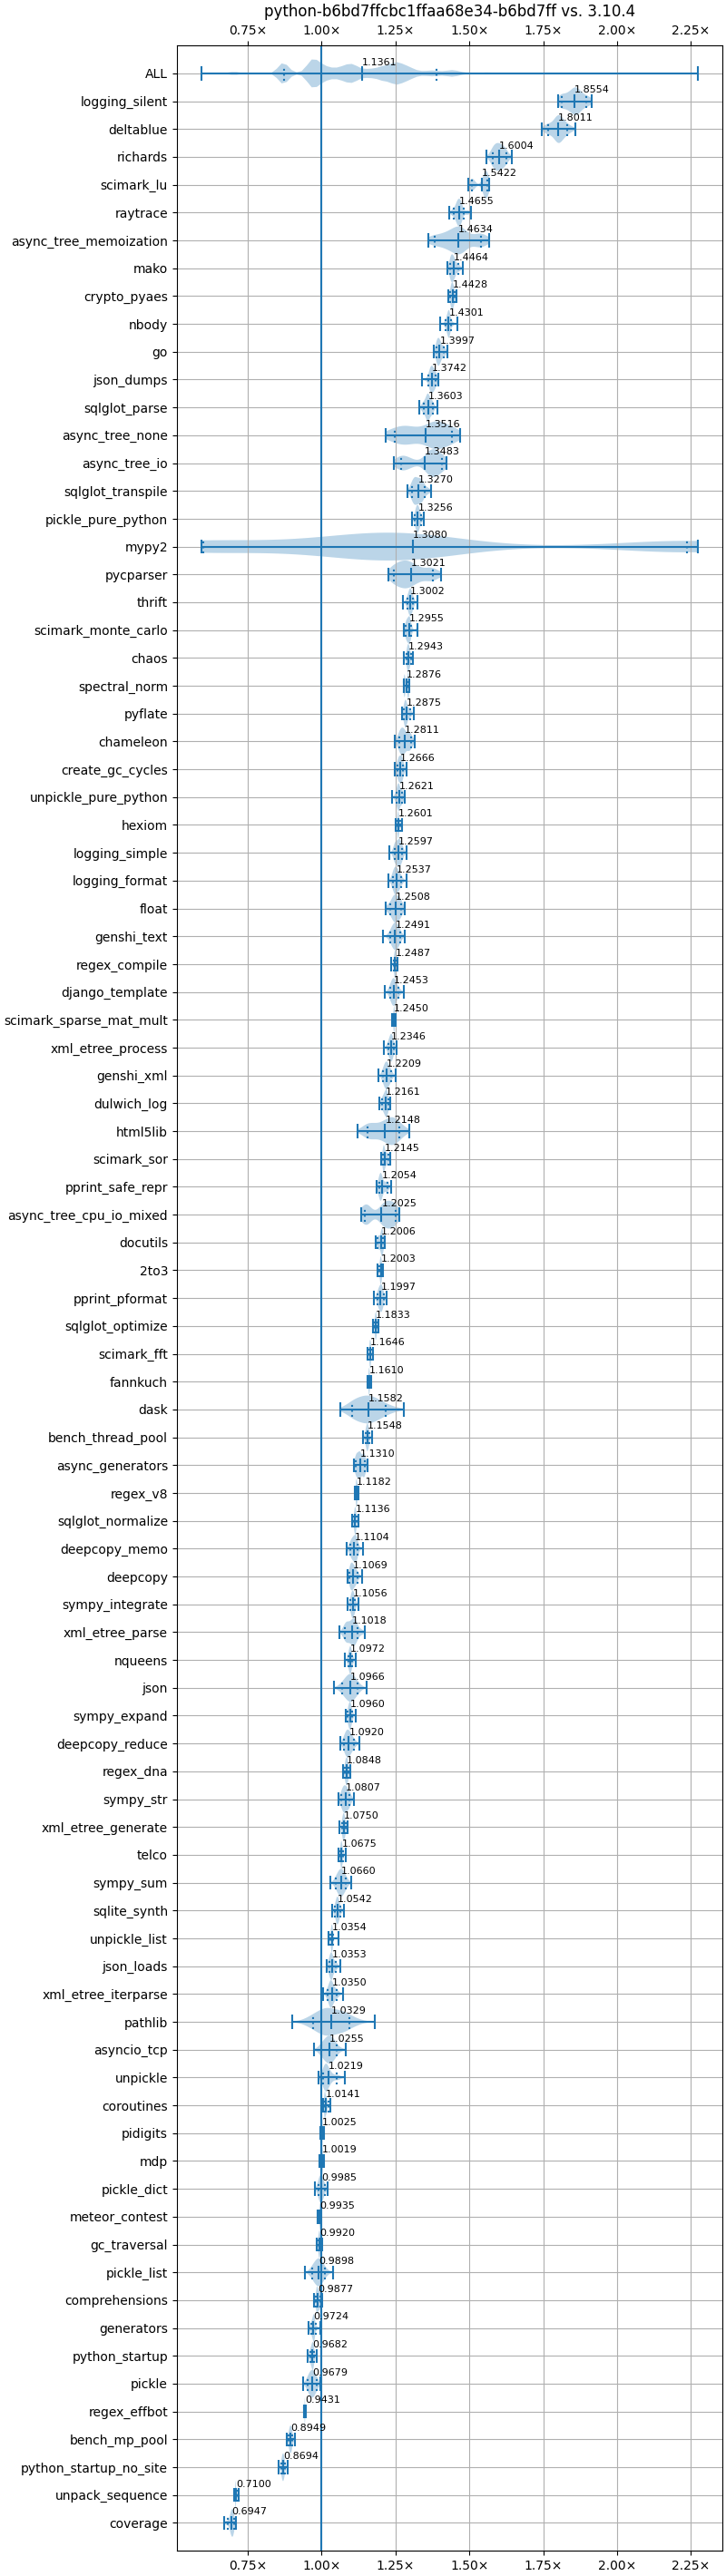 python-b6bd7ffcbc1ffaa68e34-b6bd7ff vs. 3.10.4
0.75× 1.00× 1.25× 1.50× 1.75× 2.00× 2.25×
ALL 1.1361
logging_silent 1.8554
deltablue 1.8011
richards 1.6004
scimark_lu 1.5422
raytrace 1.4655
async_tree_memoization 1.4634
mako 1.4464
crypto_pyaes 1.4428
nbody 1.4301
go 1.3997
json_dumps 1.3742
sqlglot_parse 1.3603
async_tree_none 1.3516
async_tree_io 1.3483
sqlglot_transpile 1.3270
pickle_pure_python 1.3256
mypy2 1.3080
pycparser 1.3021
thrift 1.3002
scimark_monte_carlo 1.2955
chaos 1.2943
spectral_norm 1.2876
pyflate 1.2875
chameleon 1.2811
create_gc_cycles 1.2666
unpickle_pure_python 1.2621
hexiom 1.2601
logging_simple 1.2597
logging_format 1.2537
float 1.2508
genshi_text 1.2491
regex_compile 1.2487
django_template 1.2453
scimark_sparse_mat_mult 1.2450
xml_etree_process 1.2346
genshi_xml 1.2209
dulwich_log 1.2161
html5lib 1.2148
scimark_sor 1.2145
pprint_safe_repr 1.2054
async_tree_cpu_io_mixed 1.2025
docutils 1.2006
2to3 1.2003
pprint_pformat 1.1997
sqlglot_optimize 1.1833
scimark_fft 1.1646
fannkuch 1.1610
dask 1.1582
bench_thread_pool 1.1548
async_generators 1.1310
regex_v8 1.1182
sqlglot_normalize 1.1136
deepcopy_memo 1.1104
deepcopy 1.1069
sympy_integrate 1.1056
xml_etree_parse 1.1018
nqueens 1.0972
json 1.0966
sympy_expand 1.0960
deepcopy_reduce 1.0920
regex_dna 1.0848
sympy_str 1.0807
xml_etree_generate 1.0750
telco 1.0675
sympy_sum 1.0660
sqlite_synth 1.0542
unpickle_list 1.0354
json_loads 1.0353
xml_etree_iterparse 1.0350
pathlib 1.0329
asyncio_tcp 1.0255
unpickle 1.0219
coroutines 1.0141
pidigits 1.0025
mdp 1.0019
pickle_dict 0.9985
meteor_contest 0.9935
gc_traversal 0.9920
pickle_list 0.9898
comprehensions 0.9877
generators 0.9724
python_startup 0.9682
pickle 0.9679
regex_effbot 0.9431
bench_mp_pool 0.8949
python_startup_no_site 0.8694
unpack_sequence 0.7100
coverage 0.6947
0.75× 1.00× 1.25× 1.50× 1.75× 2.00× 2.25×